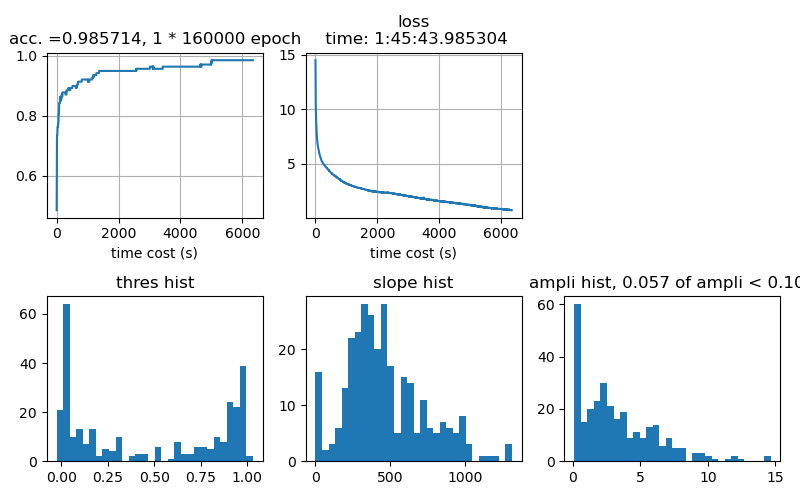 acc. =0.985714, 1 * 160000 epoch
loss
time: 1:45:43.985304
1.0
0.8
0.6
0 2000 4000 6000
time cost (s)
15
10
5
0 2000 4000 6000
time cost (s)
thres hist
slope hist
ampli hist, 0.057 of ampli < 0.10
60
40
20
0
0.00 0.25 0.50 0.75 1.00
20
10
0
0 500 1000
60
40
20
0
0 5 10 15